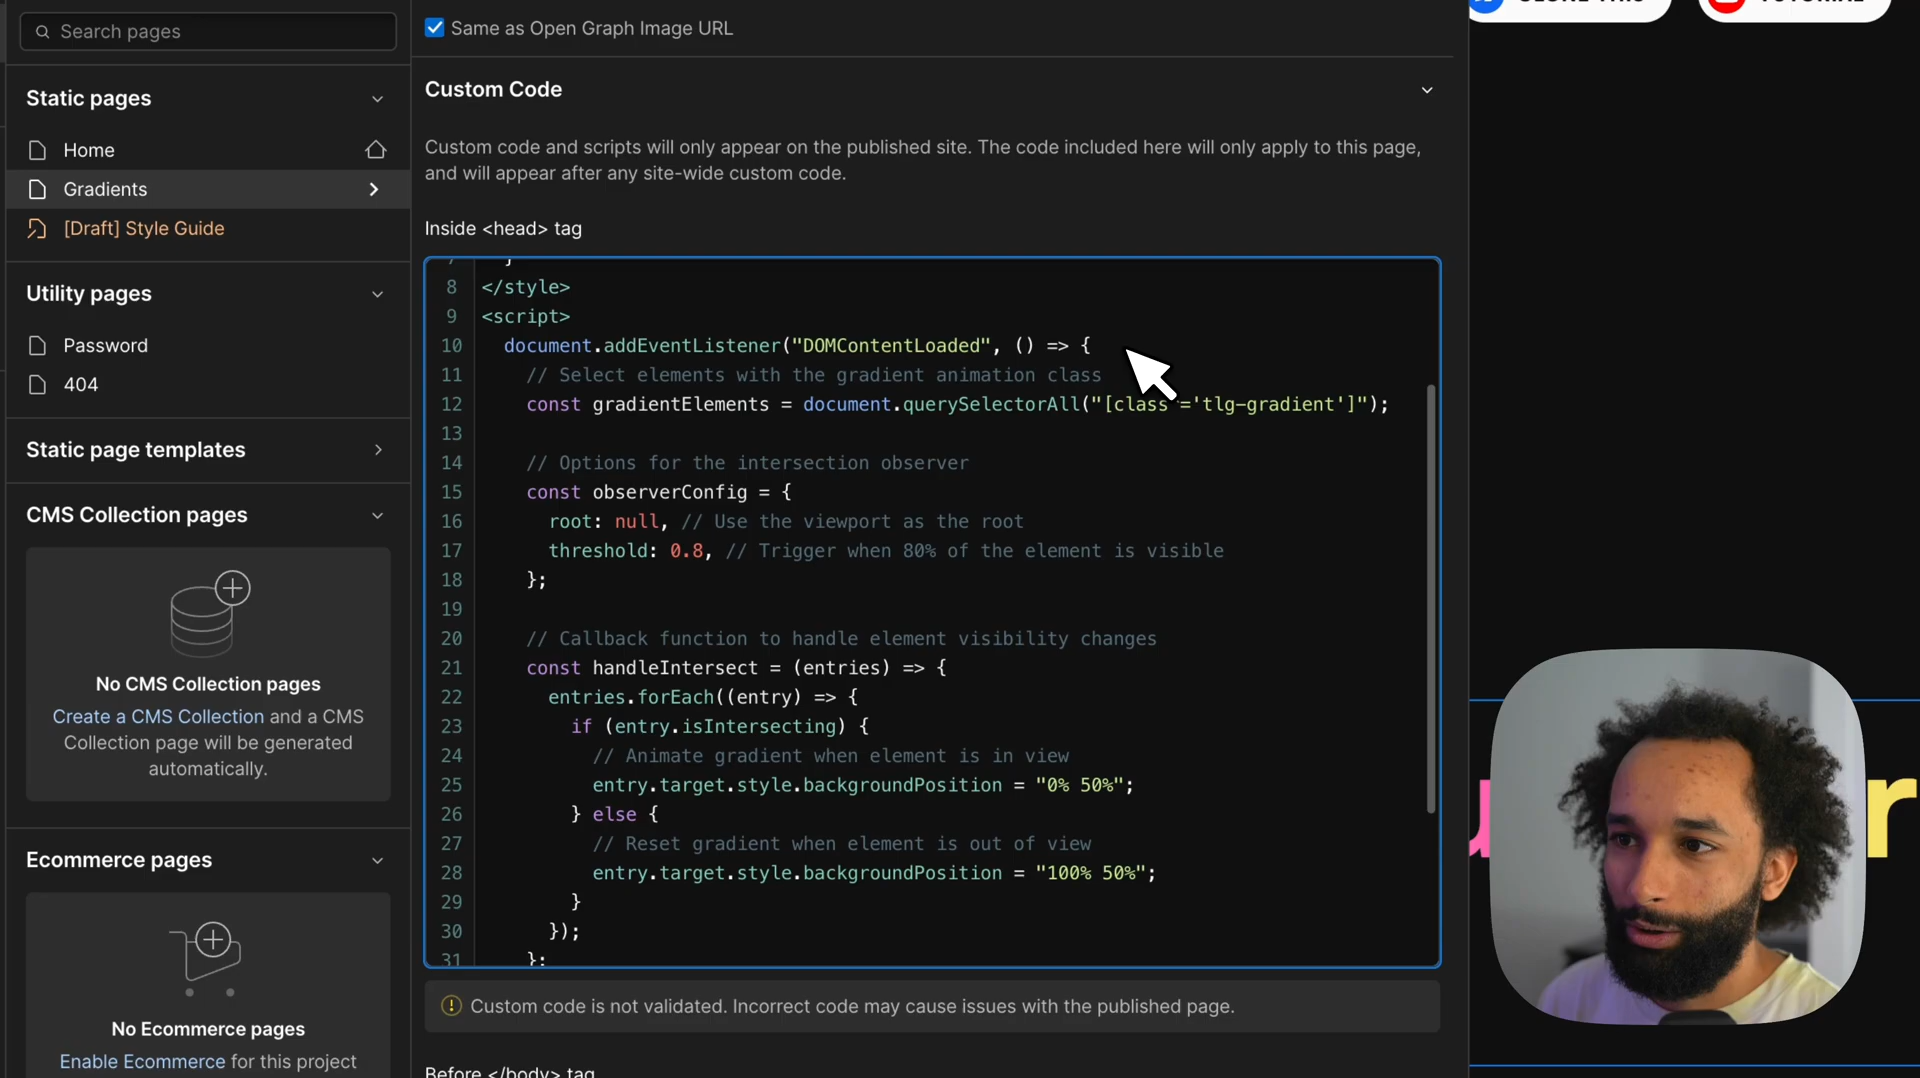 Search pages
Static pages
Home
Gradients
[Draft] Style Guide
Utility pages
Password
404
Static page templates
CMS Collection pages
No CMS Collection pages
Create a CMS Collection and a CMS
Collection page will be generated
automatically.
Ecommerce pages
No Ecommerce pages
Enable Ecommerce for this project
Same as Open Graph Image URL
Custom Code
Custom code and scripts will only appear on the published site. The code included here will only apply to this page,
and will appear after any site-wide custom code.
Inside <head> tag
8 </style>
9 <script>
10 document.addEventListener("DOMContentLoaded", () => {
11 // Select elements with the gradient animation class
12 const gradientElements = document.querySelectorAll("[class ='tlg-gradient']");
13
14 // Options for the intersection observer
15 const observerConfig = {
16 root: null, // Use the viewport as the root
17 threshold: 0.8, // Trigger when 80% of the element is visible
18 };
19
20 // Callback function to handle element visibility changes
21 const handleIntersect = (entries) => {
22 entries.forEach((entry) => {
23 if (entry.isIntersecting) {
24 // Animate gradient when element is in view
25 entry.target.style.backgroundPosition = "0% 50%";
26 } else {
27 // Reset gradient when element is out of view
28 entry.target.style.backgroundPosition = "100% 50%";
29 }
30 });
31 };
Custom code is not validated. Incorrect code may cause issues with the published page.
Before </body> tag
CLONE THIS
TUTORIAL
r